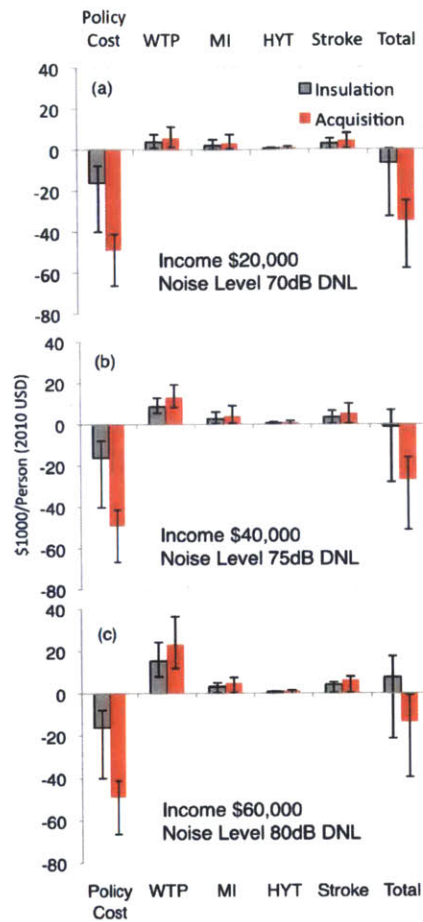 Policy
Cost WTP MI HYT Stroke Total
40
20
0
-20
-40
-60
-80
(a)
Insulation
Acquisition
Income $20,000
Noise Level 70dB DNL
$1000/Person (2010 USD)
40
20
0
-20
-40
-60
-80
(b)
Income $40,000
Noise Level 75dB DNL
40
20
0
-20
-40
-60
-80
(c)
Income $60,000
Noise Level 80dB DNL
Policy WTP MI HYT Stroke Total
Cost